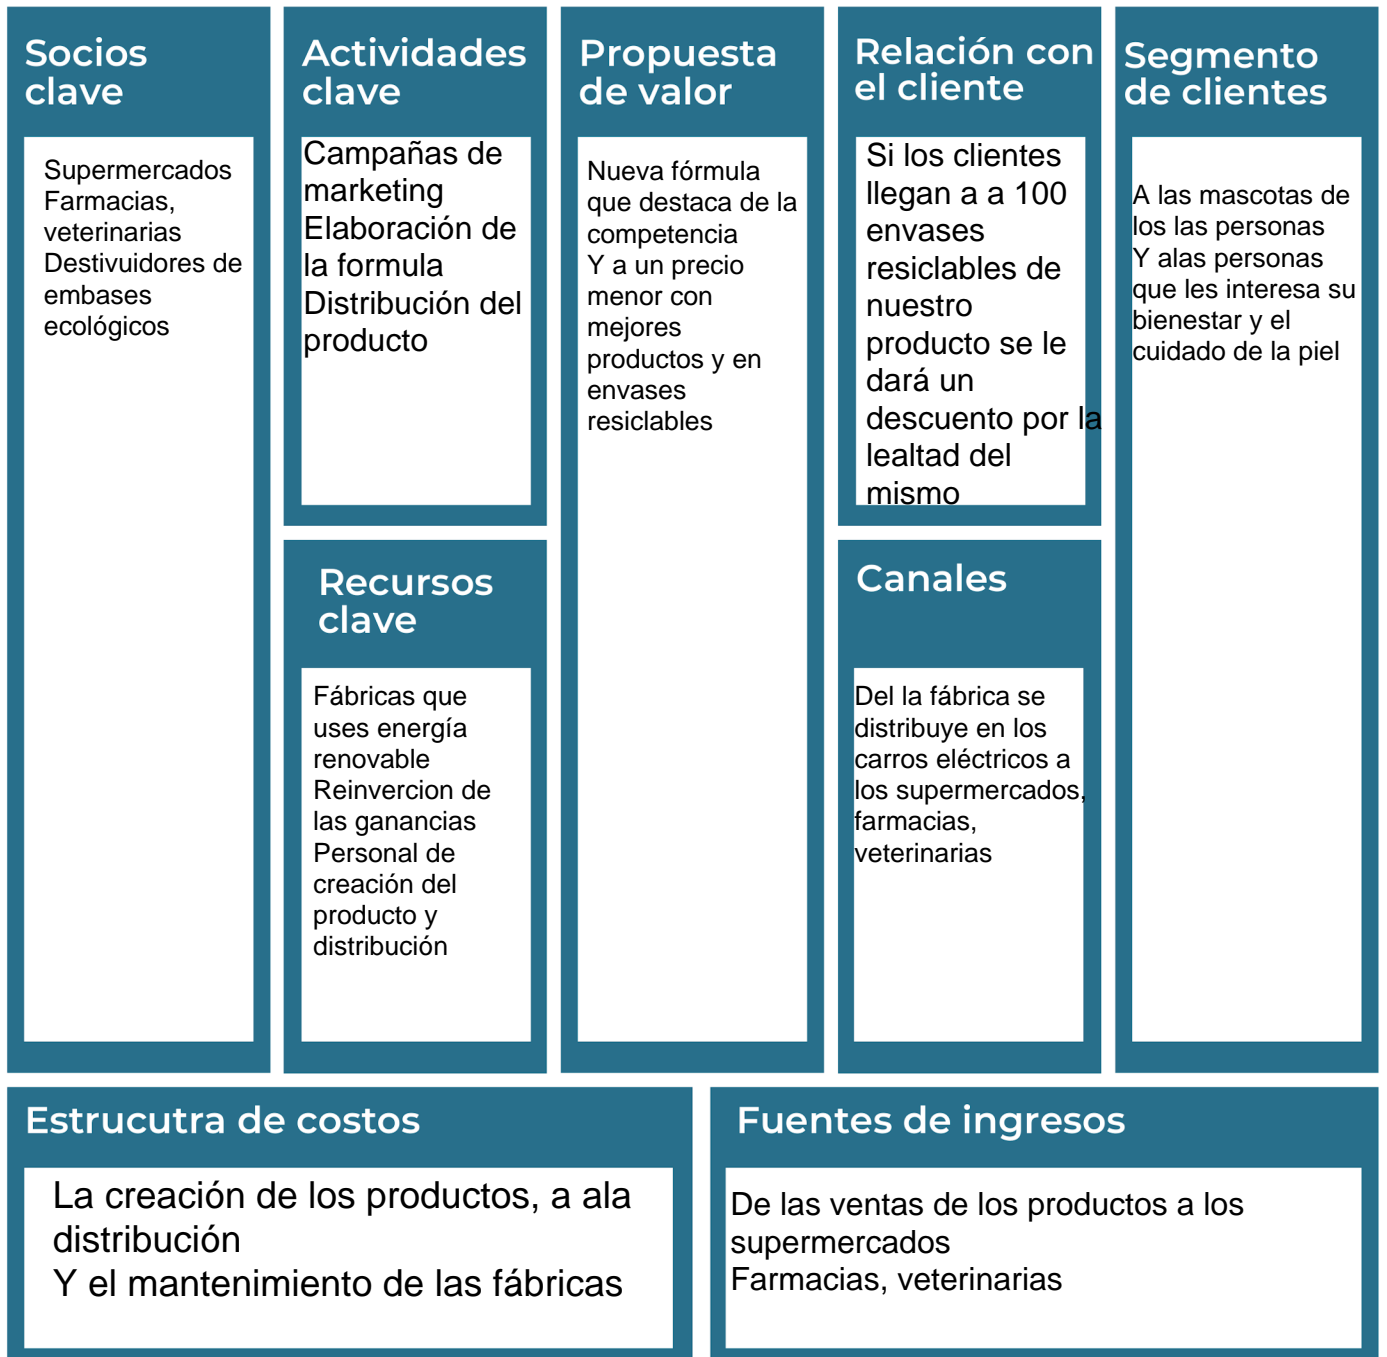 Socios
clave
Supermercados
Farmacias,
veterinarias
Destivuidores de
embases
ecológicos
Actividades
clave
Campañas de
marketing
Elaboración de
la formula
Distribución del
producto
Recursos
clave
Fábricas que
uses energía
renovable
Reinvercion de
las ganancias
Personal de
creación del
producto y
distribución
Propuesta
de valor
Nueva fórmula
que destaca de la
competencia
Y a un precio
menor con
mejores
productos y en
envases
resiclables
Relación con
el cliente
Si los clientes
llegan a a 100
envases
resiclables de
nuestro
producto se le
dará un
descuento por la
lealtad del
mismo
Canales
Del la fábrica se
distribuye en los
carros eléctricos a
los supermercados,
farmacias,
veterinarias
Segmento
de clientes
A las mascotas de
los las personas
Y alas personas
que les interesa su
bienestar y el
cuidado de la piel
Estrucutra de costos
La creación de los productos, a ala
distribución
Y el mantenimiento de las fábricas
Fuentes de ingresos
De las ventas de los productos a los
supermercados
Farmacias, veterinarias